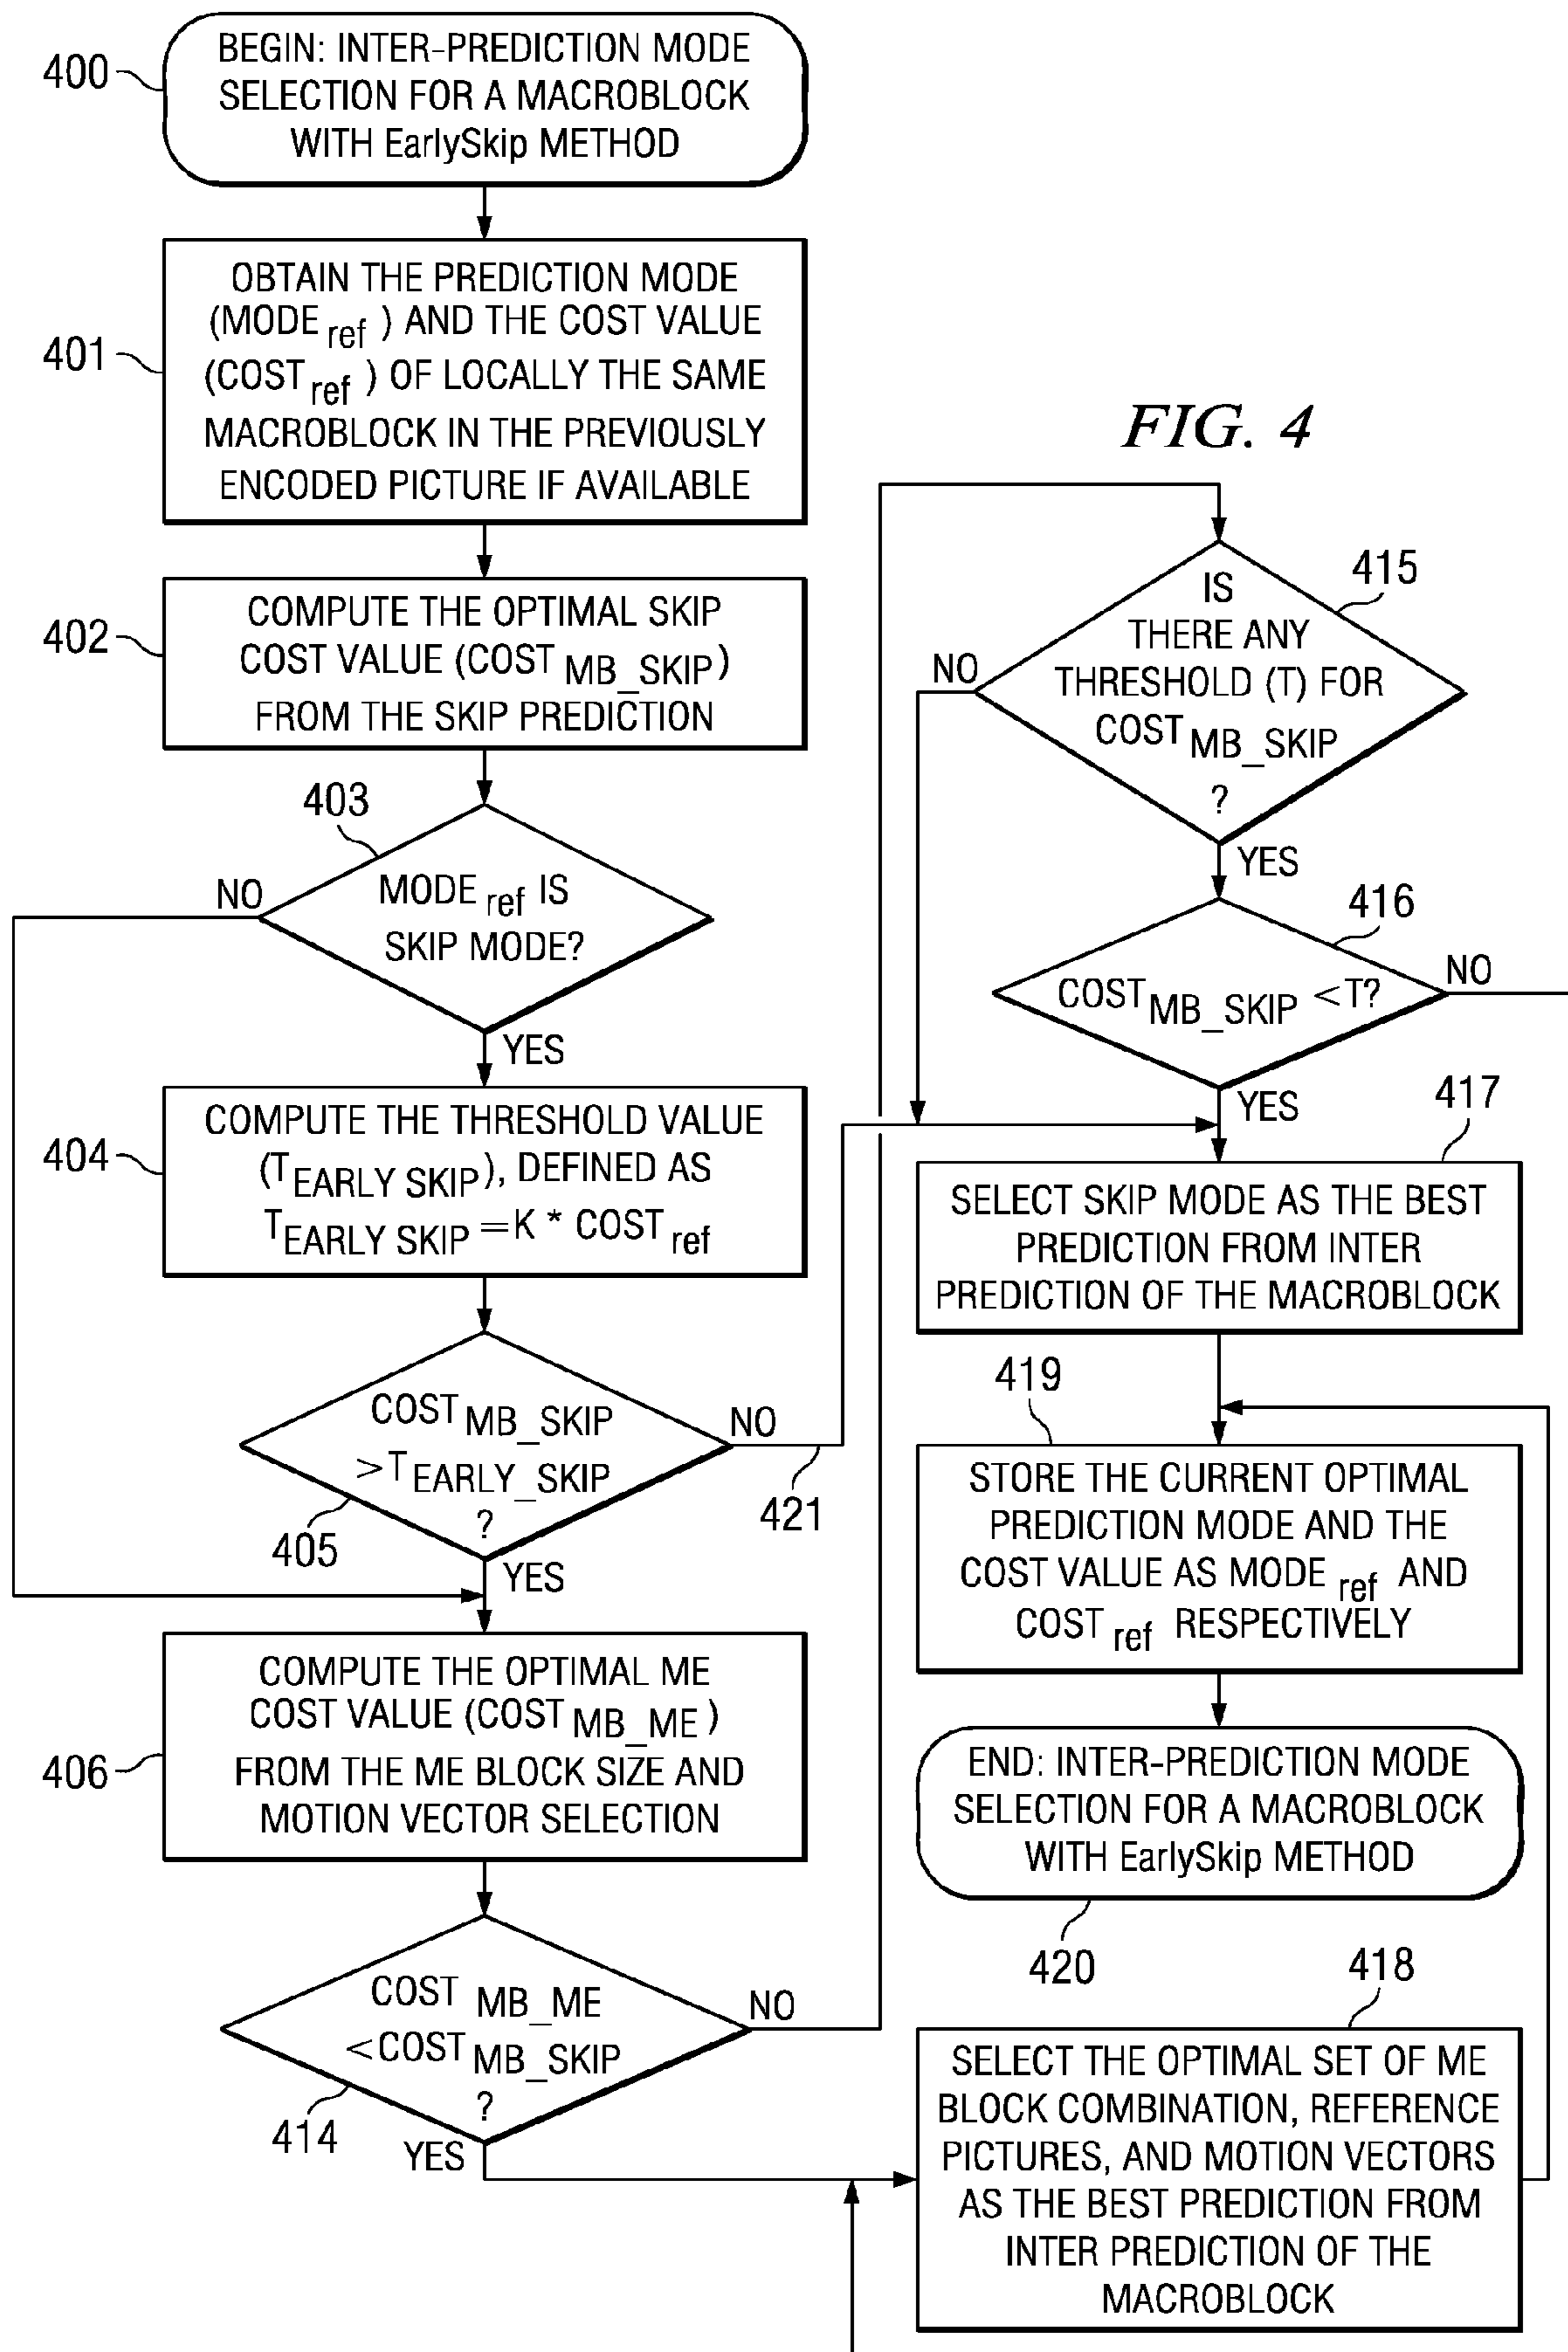 400
BEGIN: INTER-PREDICTION MODE
SELECTION FOR A MACROBLOCK
WITH EarlySkip METHOD
401
OBTAIN THE PREDICTION MODE
(MODE ref ) AND THE COST VALUE
(COST ref ) OF LOCALLY THE SAME
MACROBLOCK IN THE PREVIOUSLY
ENCODED PICTURE IF AVAILABLE
402
COMPUTE THE OPTIMAL SKIP
COST VALUE (COST MB_SKIP)
FROM THE SKIP PREDICTION
403
MODE ref IS
SKIP MODE?
NO
YES
404
COMPUTE THE THRESHOLD VALUE
(T EARLY SKIP), DEFINED AS
T EARLY SKIP =K * COST ref
COST MB_SKIP
>T EARLY_SKIP
?
405
NO
421
YES
406
COMPUTE THE OPTIMAL ME
COST VALUE (COST MB_ME )
FROM THE ME BLOCK SIZE AND
MOTION VECTOR SELECTION
COST MB_ME
<COST MB_SKIP
?
414
NO
YES
FIG. 4
415
IS
THERE ANY
THRESHOLD (T) FOR
COST MB_SKIP
?
NO
YES
416
COST MB_SKIP <T?
NO
YES
417
SELECT SKIP MODE AS THE BEST
PREDICTION FROM INTER
PREDICTION OF THE MACROBLOCK
419
STORE THE CURRENT OPTIMAL
PREDICTION MODE AND THE
COST VALUE AS MODE ref AND
COST ref RESPECTIVELY
END: INTER-PREDICTION MODE
SELECTION FOR A MACROBLOCK
WITH EarlySkip METHOD
420
418
SELECT THE OPTIMAL SET OF ME
BLOCK COMBINATION, REFERENCE
PICTURES, AND MOTION VECTORS
AS THE BEST PREDICTION FROM
INTER PREDICTION OF THE
MACROBLOCK